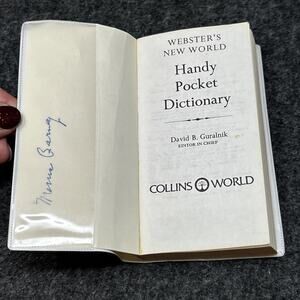 WEBSTER'S
NEW WORLD
Handy
Pocket
Dictionary
David B. Guralnik
EDITOR IN CHIEF
COLLINS WORLD